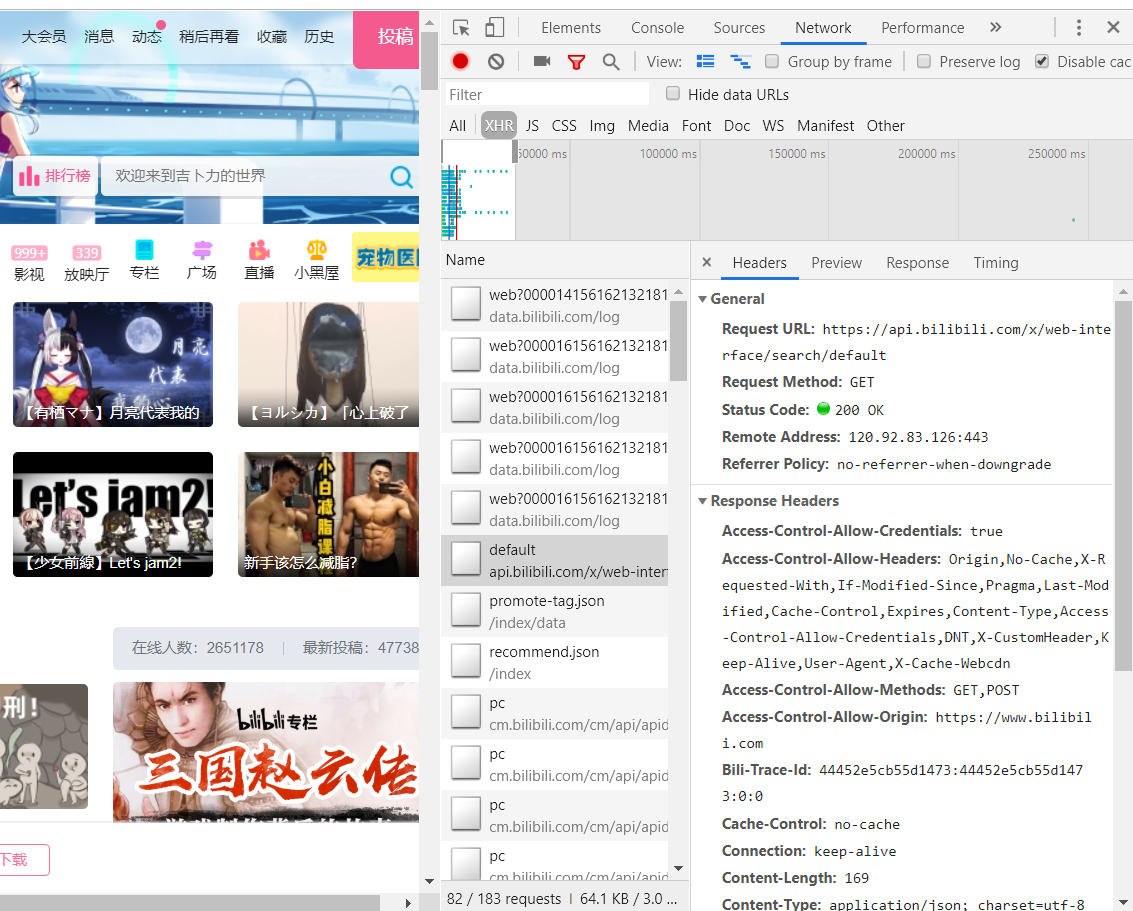 大会员 消息 动态 稍后再看 收藏 历史 投稿
排行榜 欢迎来到吉卜力的世界
999+ 339
影视 放映厅 专栏 广场 直播 小黑屋
宠物医
月亮
代表
【有栖マナ】月亮代表我的
【ヨルシカ】「心上破了
Let's jam2!
【少女前線】Let's jam2!
小白减脂课
新手该怎么减脂？
在线人数：2651178 最新投稿：47738
刑！
bilibili专栏
三国赵云传
下载
Elements Console Sources Network Performance »
View: Group by frame Preserve log Disable cac
Filter Hide data URLs
All XHR JS CSS Img Media Font Doc WS Manifest Other
50000 ms 100000 ms 150000 ms 200000 ms 250000 ms
Name
web?000014156162132181
data.bilibili.com/log
web?000014156162132181
data.bilibili.com/log
web?000016156162132181
data.bilibili.com/log
web?000016156162132181
data.bilibili.com/log
web?000016156162132181
data.bilibili.com/log
default
api.bilibili.com/x/web-inter
promote-tag.json
/index/data
recommend.json
/index
pc
cm.bilibili.com/cm/api/apid
pc
cm.bilibili.com/cm/api/apid
pc
cm.bilibili.com/cm/api/apid
pc
cm.bilibili.com/cm/api/apid
82 / 183 requests 64.1 KB / 3.0 ...
× Headers Preview Response Timing
General
Request URL: https://api.bilibili.com/x/web-inte
rface/search/default
Request Method: GET
Status Code: 200 OK
Remote Address: 120.92.83.126:443
Referrer Policy: no-referrer-when-downgrade
Response Headers
Access-Control-Allow-Credentials: true
Access-Control-Allow-Headers: Origin,No-Cache,X-R
equested-With,If-Modified-Since,Pragma,Last-Mod
ified,Cache-Control,Expires,Content-Type,Access
-Control-Allow-Credentials,DNT,X-CustomHeader,K
eep-Alive,User-Agent,X-Cache-Webcdn
Access-Control-Allow-Methods: GET,POST
Access-Control-Allow-Origin: https://www.bilibil
i.com
Bili-Trace-Id: 44452e5cb55d1473:44452e5cb55d147
3:0:0
Cache-Control: no-cache
Connection: keep-alive
Content-Length: 169
Content-Type: application/json; charset=utf-8